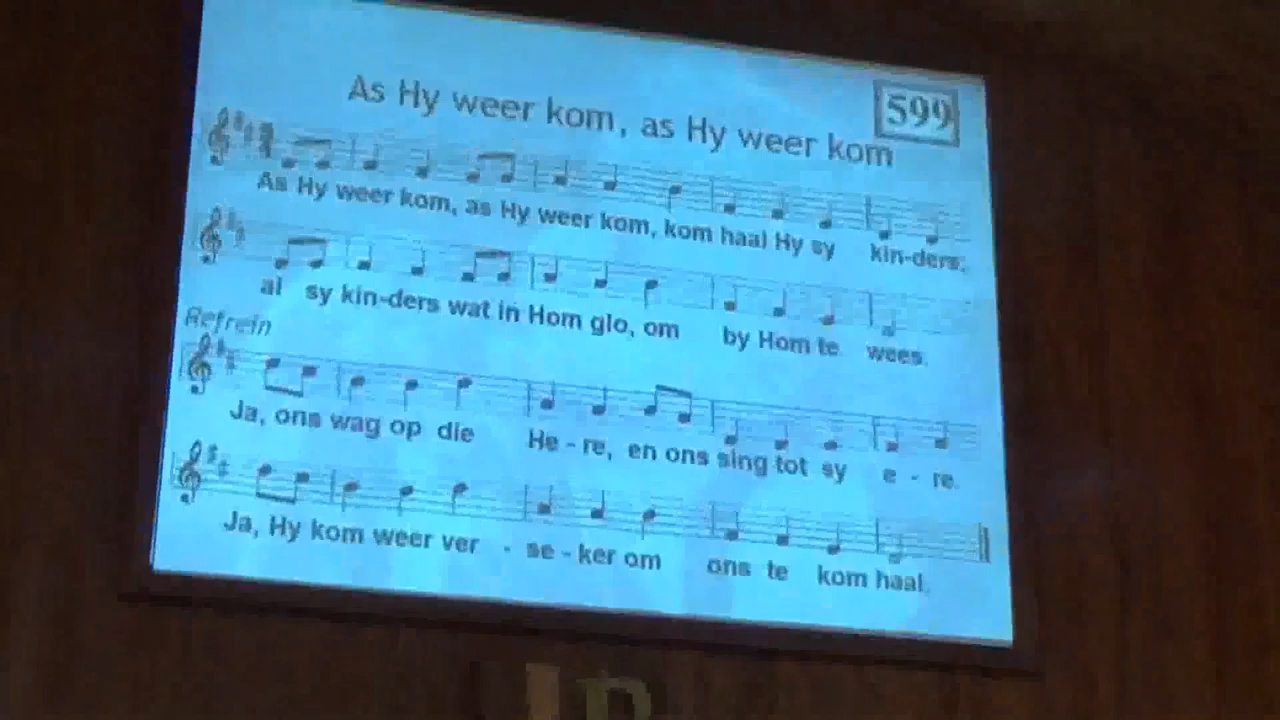 As Hy weer kom, as Hy weer kom
599
As Hy weer kom, as Hy weer kom, kom haal Hy sy kin-ders;
al sy kin-ders wat in Hom glo, om by Hom te wees.
Refrein
Ja, ons wag op die He - re, en ons sing tot sy e - re.
Ja, Hy kom weer ver - se - ker om ons te kom haal.